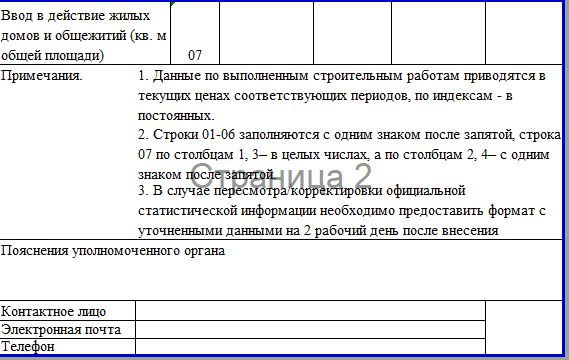 Ввод в действие жилых
домов и общежитий (кв. м
общей площади)
07
Примечания.
1. Данные по выполненным строительным работам приводятся в
текущих ценах соответствующих периодов, по индексам - в
постоянных.
2. Строки 01-06 заполняются с одним знаком после запятой, строка
07 по столбцам 1, 3– в целых числах, а по столбцам 2, 4– с одним
знаком после запятой.
Страница 2
3. В случае пересмотра/корректировки официальной
статистической информации необходимо предоставить формат с
уточненными данными на 2 рабочий день после внесения
Пояснения уполномоченного органа
Контактное лицо
Электронная почта
Телефон